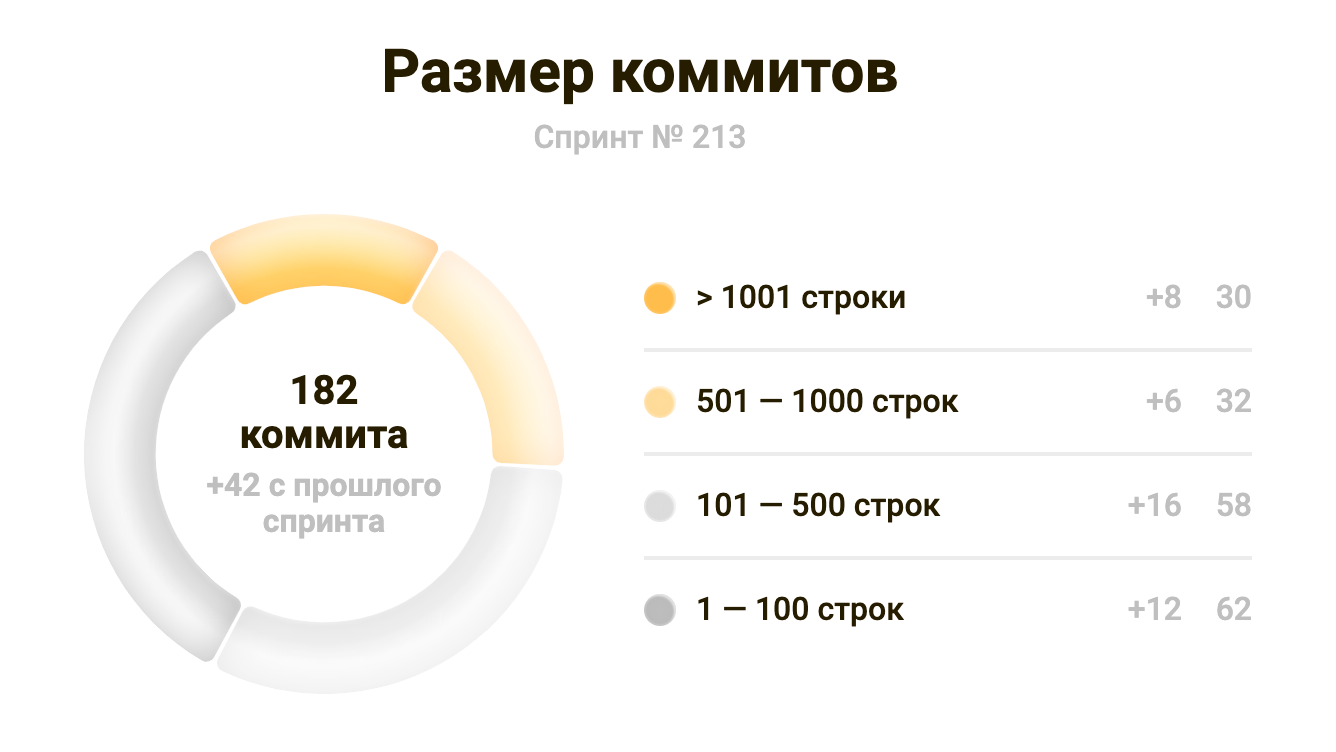 Размер коммитов
Спринт № 213
182
коммита
+42 с прошлого
спринта
> 1001 строки +8 30
501 — 1000 строк +6 32
101 — 500 строк +16 58
1 — 100 строк +12 62